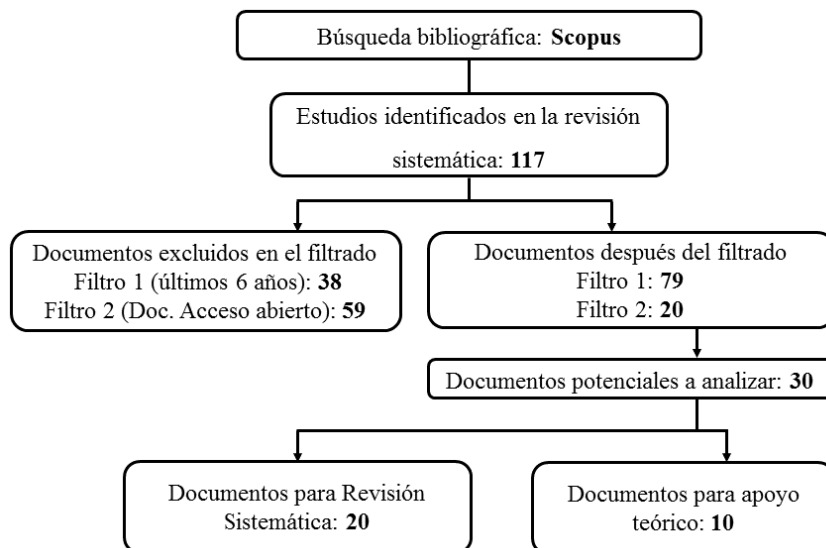 Búsqueda bibliográfica: Scopus
Estudios identificados en la revisión
sistemática: 117
Documentos excluidos en el filtrado
Filtro 1 (últimos 6 años): 38
Filtro 2 (Doc. Acceso abierto): 59
Documentos después del filtrado
Filtro 1: 79
Filtro 2: 20
Documentos potenciales a analizar: 30
Documentos para Revisión
Sistemática: 20
Documentos para apoyo
teórico: 10